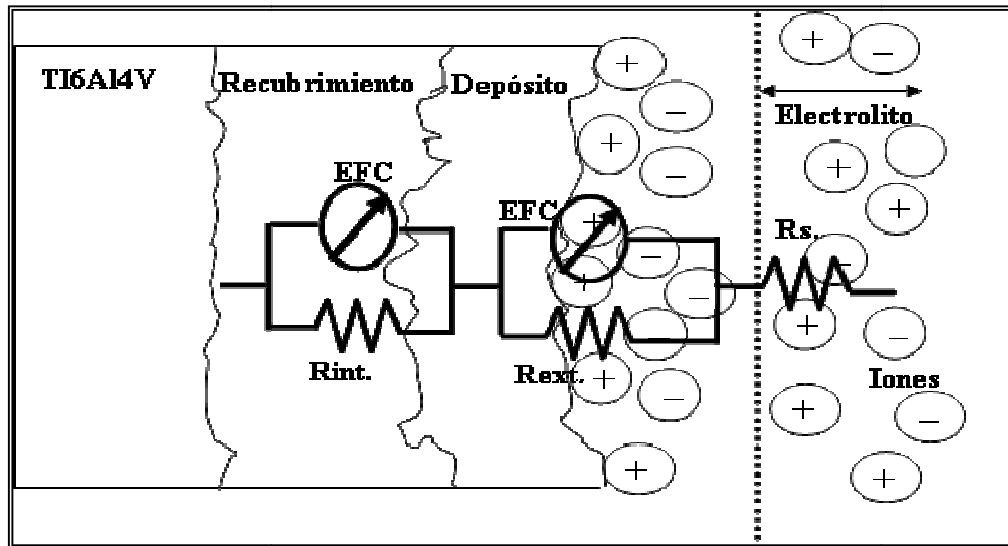 TI6Al4V
Recubrimiento
Depósito
Electrolito
EFC
EFC
Rs.
Rint.
Rext.
Iones